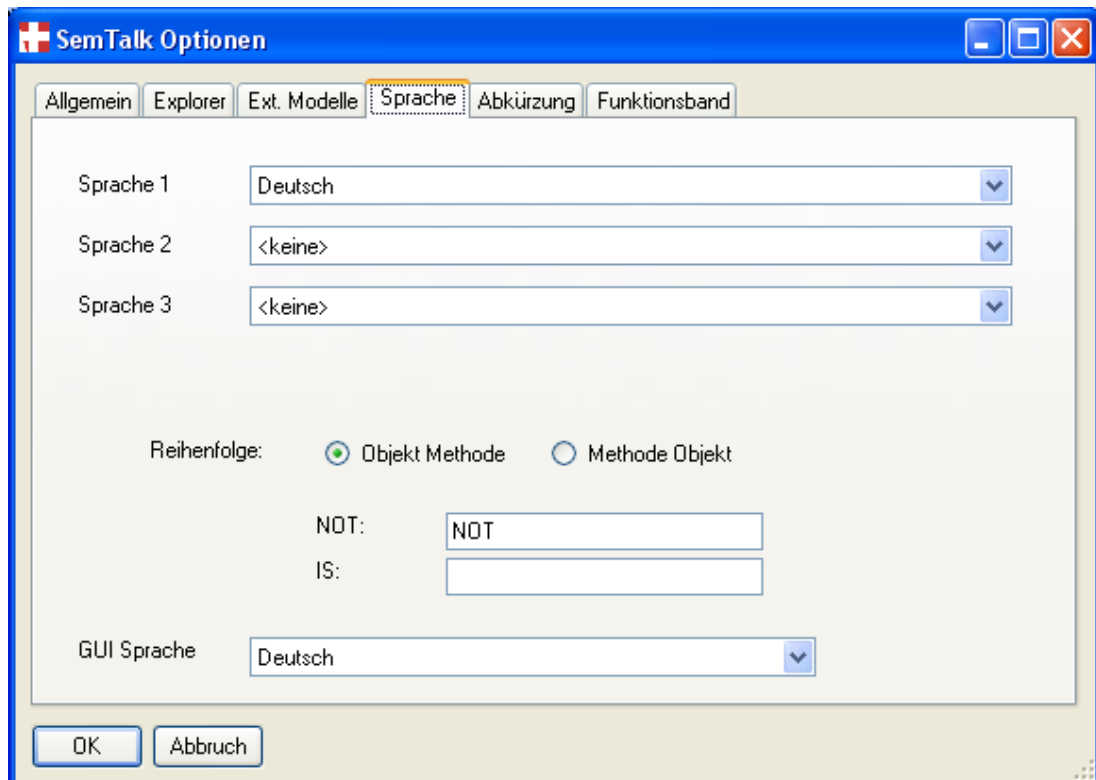 SemTalk Optionen
Allgemein Explorer Ext. Modelle Sprache Abkürzung Funktionsband
Sprache 1 Deutsch
Sprache 2 <keine>
Sprache 3 <keine>
Reihenfolge: Objekt Methode Methode Objekt
NOT: NOT
IS:
GUI Sprache Deutsch
OK Abbruch